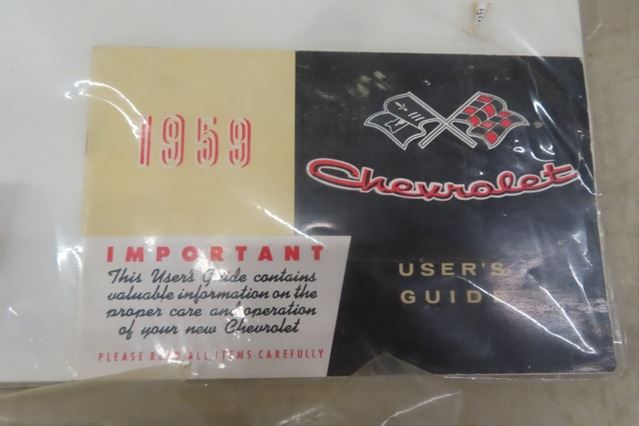 1959
Chevrolet
IMPORTANT
This User's Guide contains
valuable information on the
proper care and operation
of your new Chevrolet
PLEASE READ ALL ITEMS CAREFULLY
USER'S
GUIDE